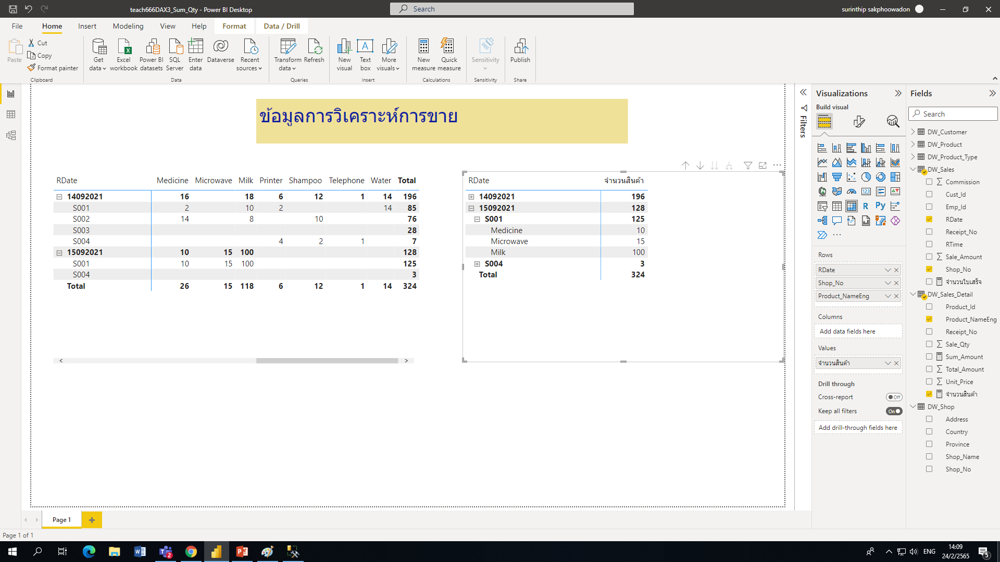 teach666DAX3_Sum_Qty - Power BI Desktop
Search
surinthip sakphoowadon
File Home Insert Modeling View Help Format Data / Drill
Paste
Cut
Copy
Format painter
Clipboard
Get data
Excel workbook
Power BI datasets
SQL Server
Enter data
Dataverse
Recent sources
Data
Transform data
Refresh
Queries
New visual
Text box
More visuals
Insert
New measure
Quick measure
Calculations
Sensitivity
Sensitivity
Publish
Share
ข้อมูลการวิเคราะห์การขาย
RDate Medicine Microwave Milk Printer Shampoo Telephone Water Total
14092021 16 18 6 12 1 14 196
S001 2 10 2 14 85
S002 14 8 10 76
S003 28
S004 4 2 1 7
15092021 10 15 100 128
S001 10 15 100 125
S004 3
Total 26 15 118 6 12 1 14 324
RDate จำนวนสินค้า
14092021 196
15092021 128
S001 125
Medicine 10
Microwave 15
Milk 100
S004 3
Total 324
Filters
Visualizations
Build visual
R Py
123
Rows
RDate
Shop_No
Product_NameEng
Columns
Add data fields here
Values
จำนวนสินค้า
Drill through
Cross-report Off
Keep all filters On
Add drill-through fields here
Fields
Search
DW_Customer
DW_Product
DW_Product_Type
DW_Sales
Commission
Cust_Id
Emp_Id
RDate
Receipt_No
RTime
Sale_Amount
Shop_No
จำนวนใบเสร็จ
DW_Sales_Detail
Product_Id
Product_NameEng
Receipt_No
Sale_Qty
Sum_Amount
Total_Amount
Unit_Price
จำนวนสินค้า
DW_Shop
Address
Country
Province
Shop_Name
Shop_No
Page 1
Page 1 of 1
2
ENG
14:09
24/2/2565
5